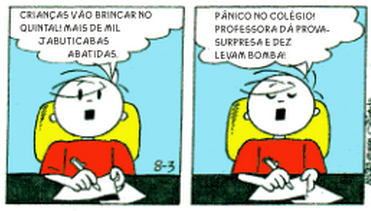 CRIANÇAS VÃO BRINCAR NO
QUINTAL! MAIS DE MIL
JABUTICABAS
ABATIDAS.
8-3
PÂNICO NO COLÉGIO!
PROFESSORA DÁ PROVA-
SURPRESA E DEZ
LEVAM BOMBA!